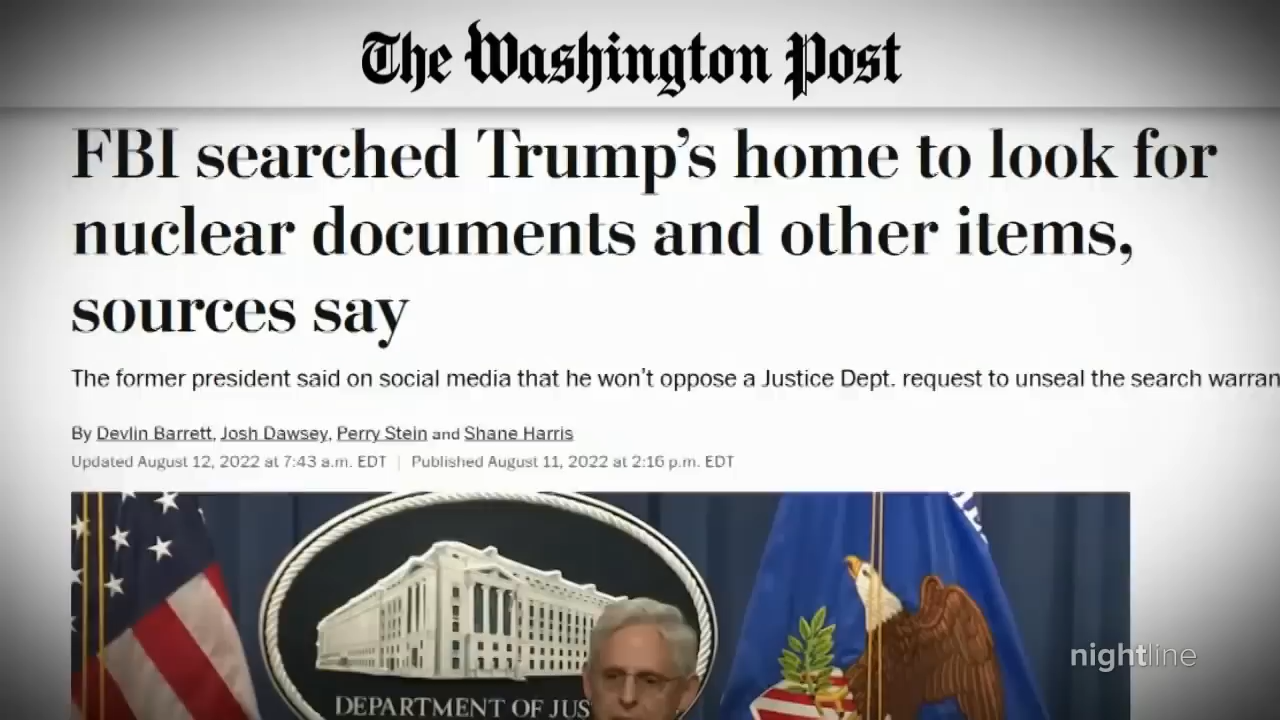 The Washington Post
FBI searched Trump's home to look for
nuclear documents and other items,
sources say
The former president said on social media that he won't oppose a Justice Dept. request to unseal the search
By Devlin Barrett, Josh Dawsey, Perry Stein and Shane Harris
Updated August 12, 2022 at 7:43 a.m. EDT | Published August 11, 2022 at 2:16 p.m. EDT
DEPARTMENT OF JUS
nightline